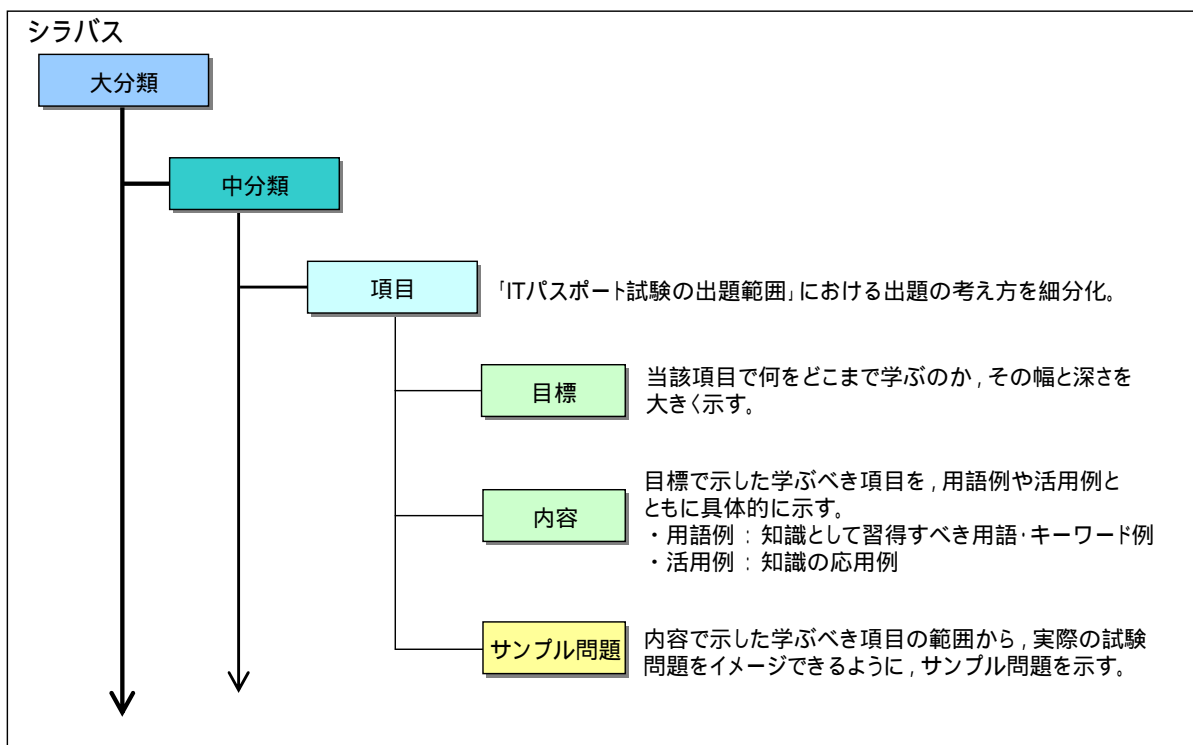 シラバス
大分類
中分類
項目
「ITパスポート試験の出題範囲」における出題の考え方を細分化。
目標
当該項目で何をどこまで学ぶのか，その幅と深さを
大きく示す。
内容
目標で示した学ぶべき項目を，用語例や活用例と
ともに具体的に示す。
・用語例：知識として習得すべき用語・キーワード例
・活用例：知識の応用例
サンプル問題
内容で示した学ぶべき項目の範囲から，実際の試験
問題をイメージできるように，サンプル問題を示す。